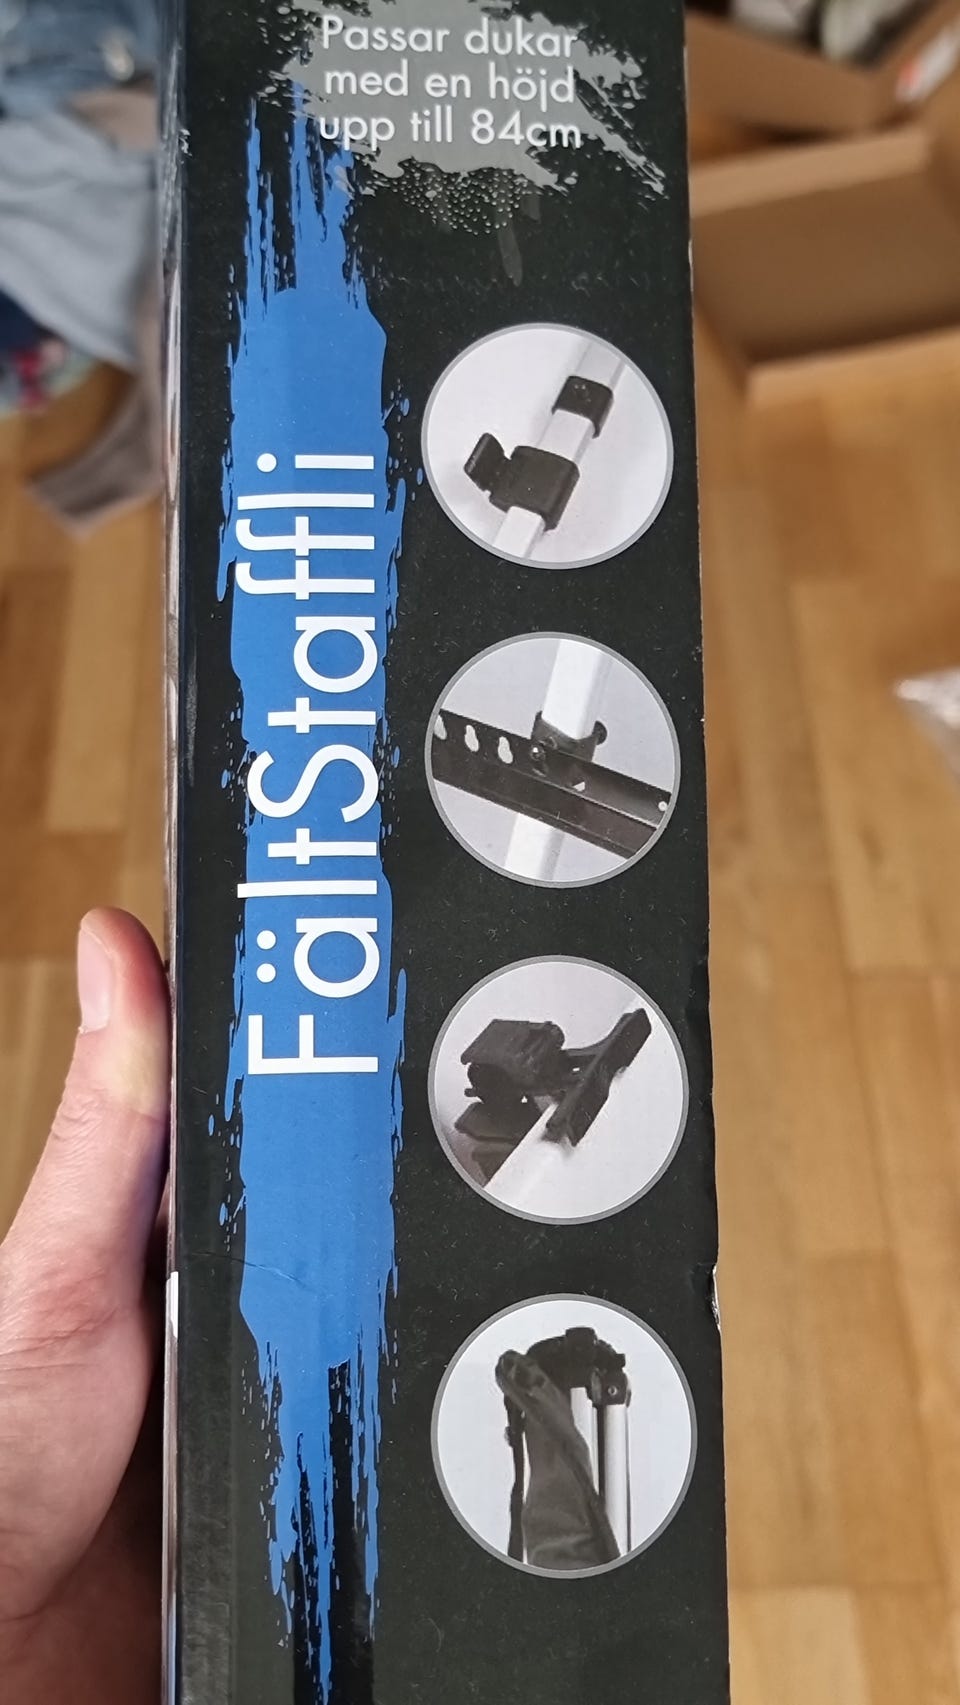 Passar dukar
med en höjd
upp till 84cm
FältStaffli